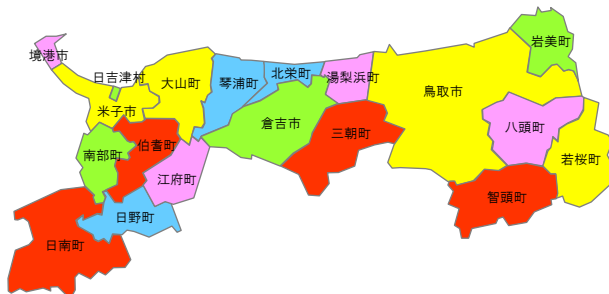 岩美町
境港市
日吉津村
大山町
琴浦町
北栄町
湯梨浜町
鳥取市
米子市
倉吉市
三朝町
八頭町
伯耆町
南部町
江府町
若桜町
智頭町
日野町
日南町